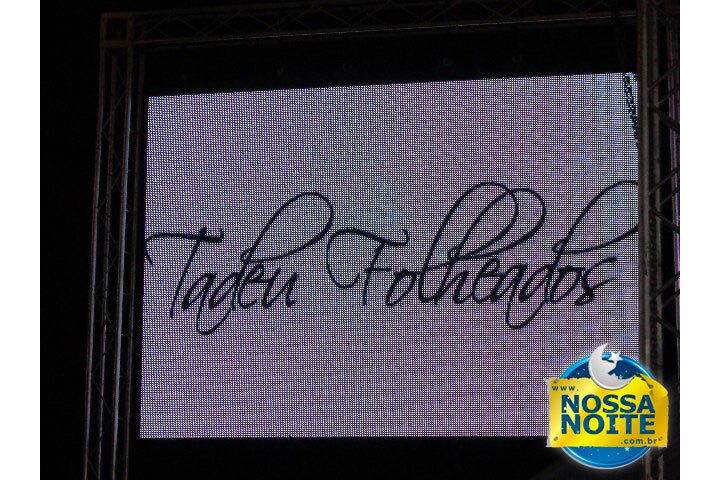 Tadeu Folheados
www.
NOSSA
NOITE
.com.br